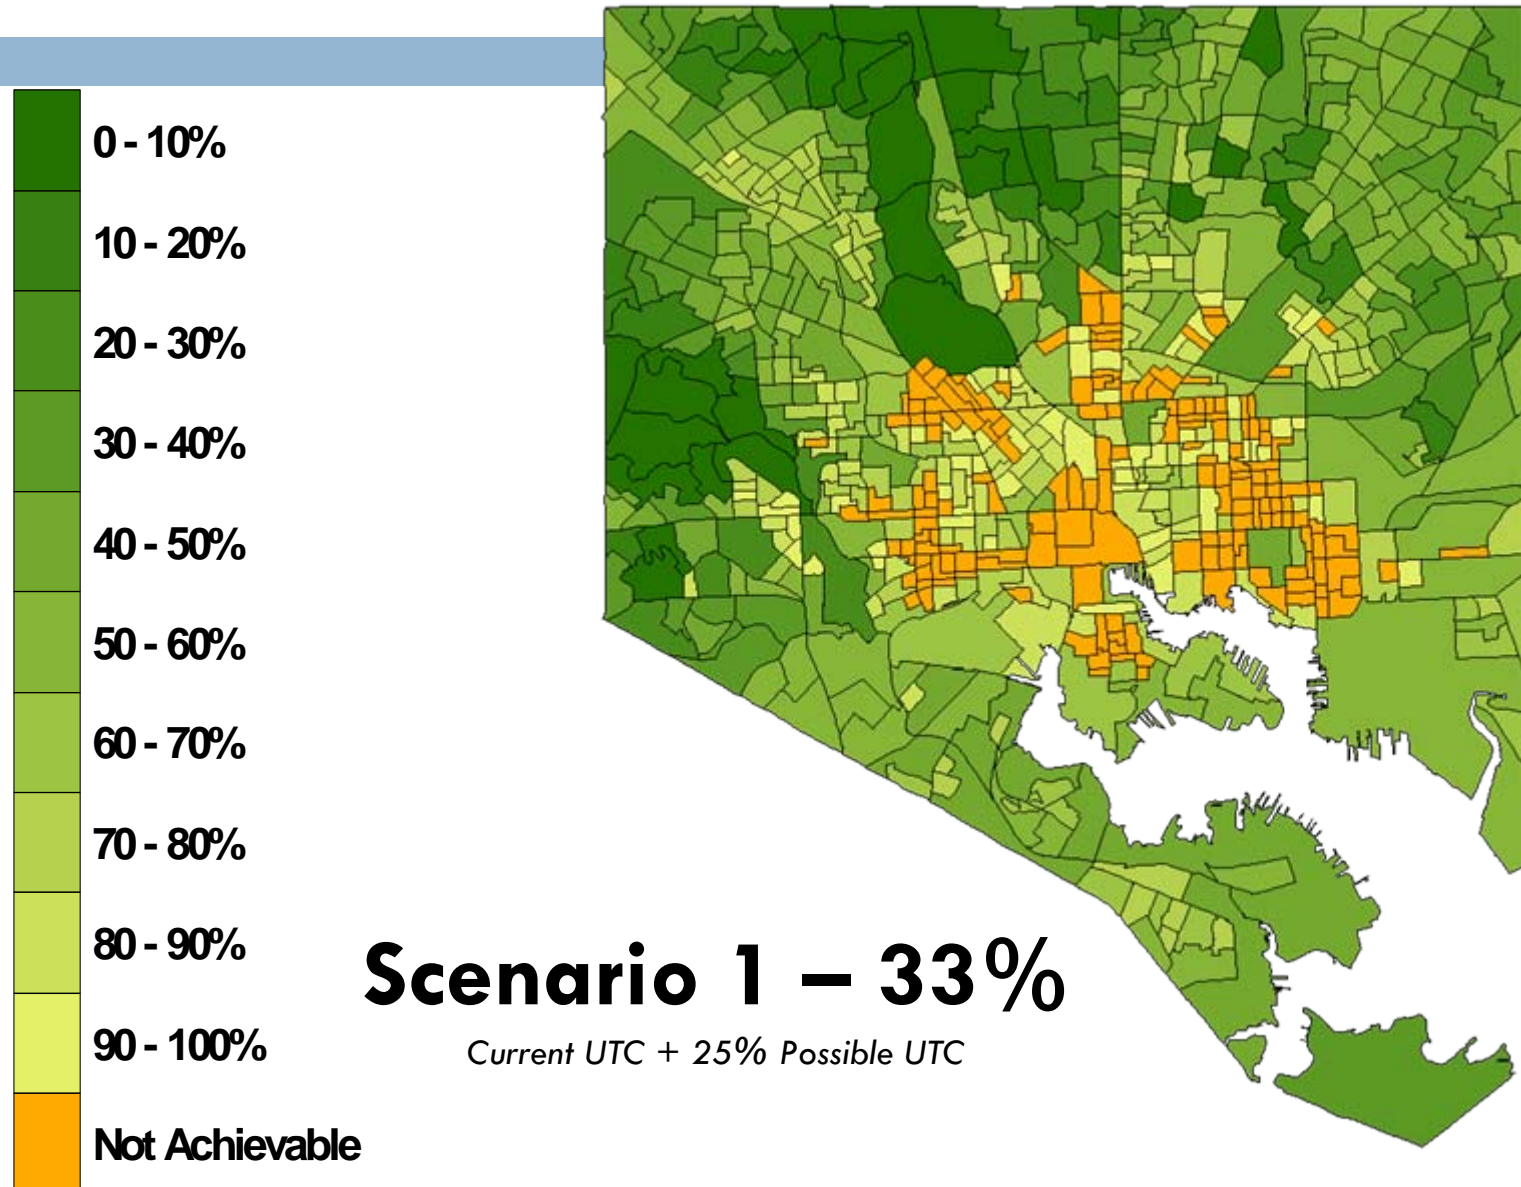 0 - 10%
10 - 20%
20 - 30%
30 - 40%
40 - 50%
50 - 60%
60 - 70%
70 - 80%
80 - 90%
90 - 100%
Not Achievable
Scenario 1 – 33%
Current UTC + 25% Possible UTC